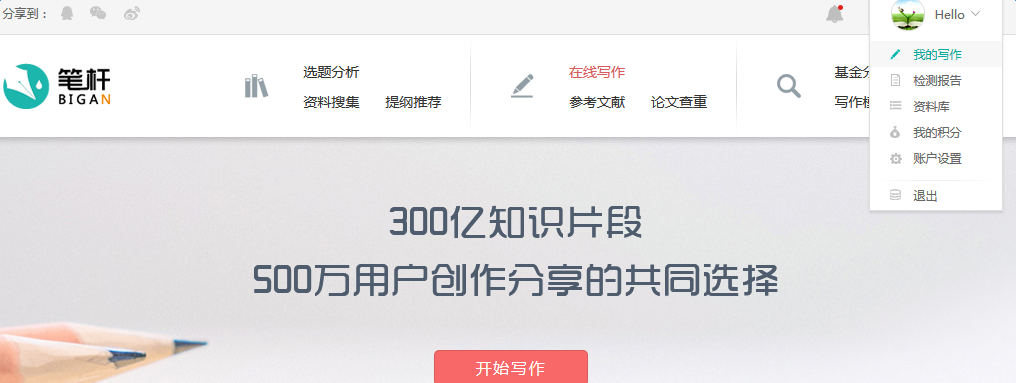 分享到：
Hello
笔杆
BIGAN
选题分析
资料搜集 提纲推荐
在线写作
参考文献 论文查重
基金
写作
我的写作
检测报告
资料库
我的积分
账户设置
退出
300亿知识片段
500万用户创作分享的共同选择
开始写作